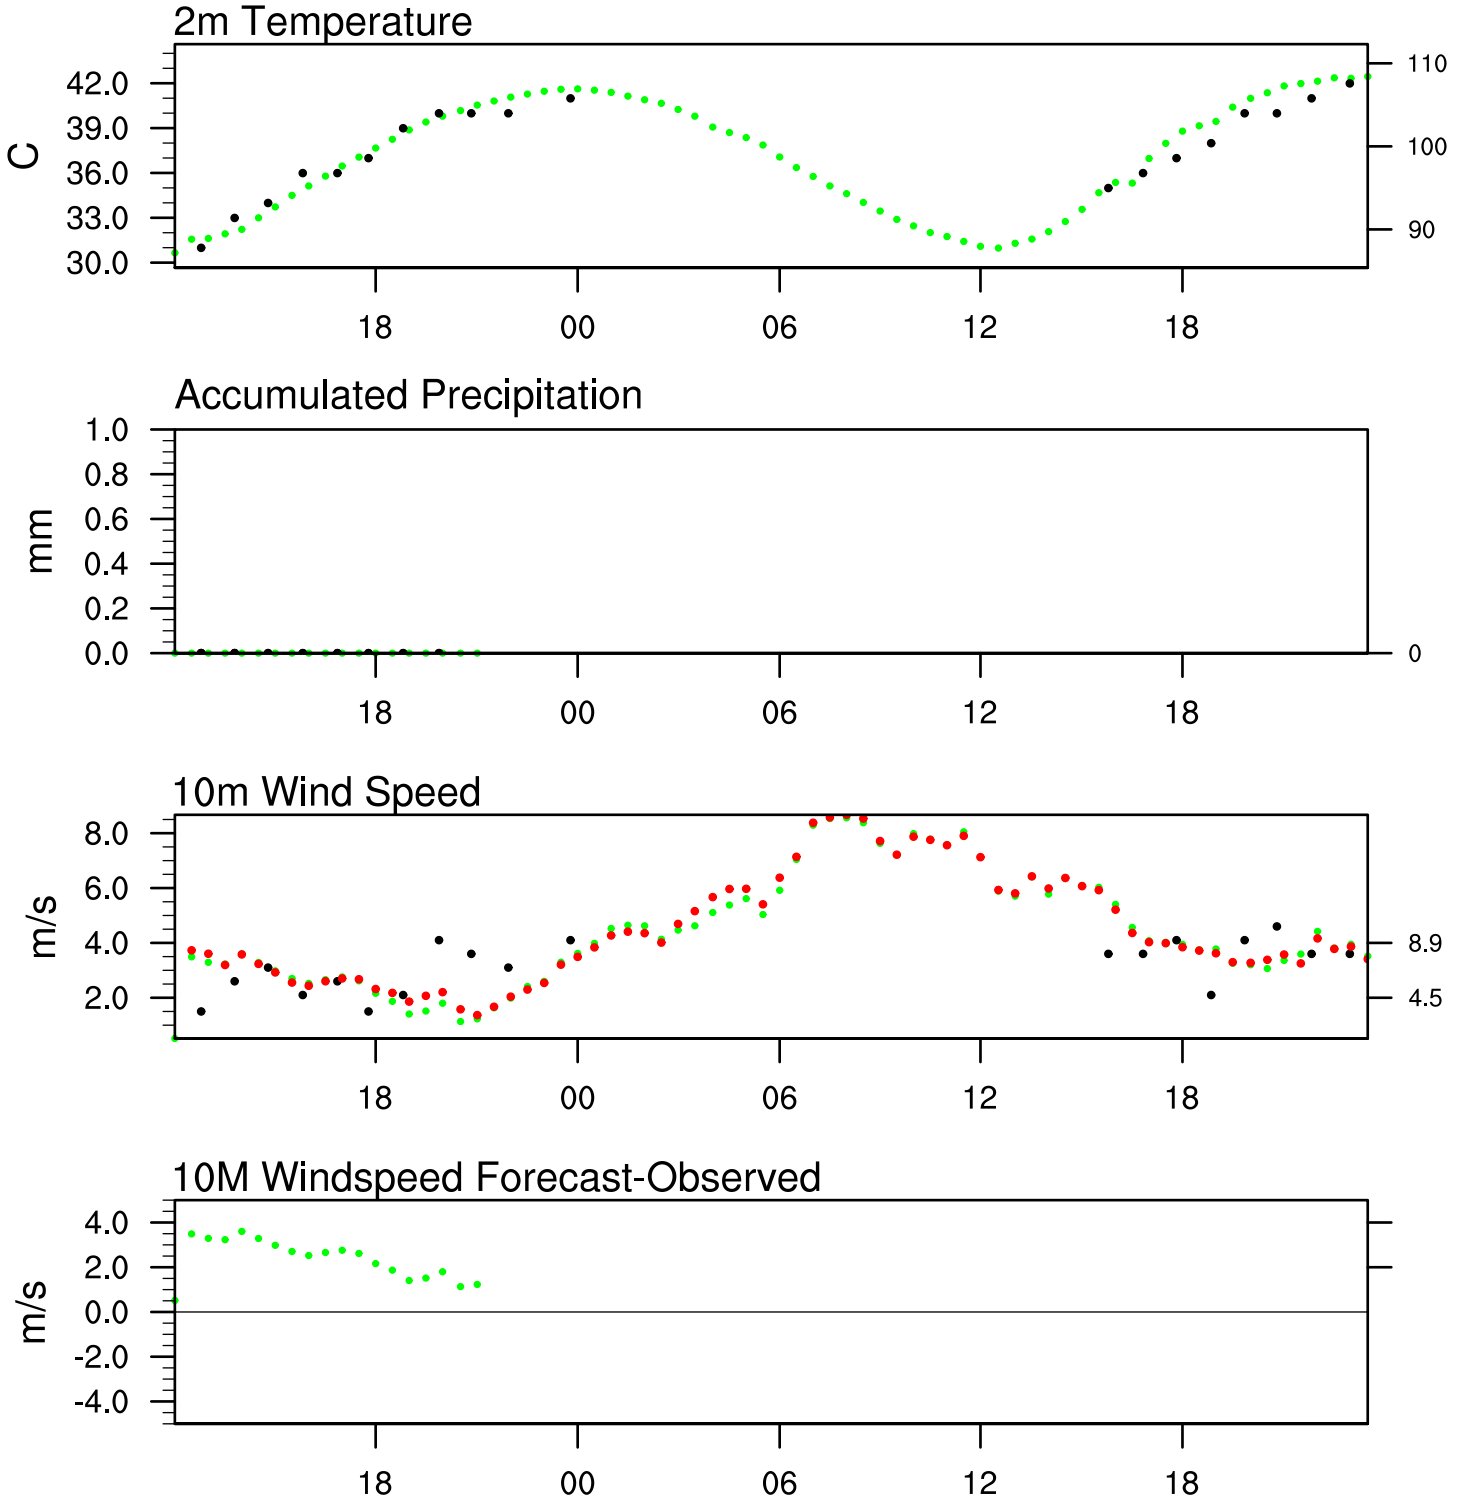 2m Temperature
42.0
39.0
36.0
33.0
30.0
C
110
100
90
18 00 06 12 18
Accumulated Precipitation
1.0
0.8
0.6
0.4
0.2
0.0
mm
0
18 00 06 12 18
10m Wind Speed
8.0
6.0
4.0
2.0
m/s
8.9
4.5
18 00 06 12 18
10M Windspeed Forecast-Observed
4.0
2.0
0.0
-2.0
-4.0
m/s
18 00 06 12 18